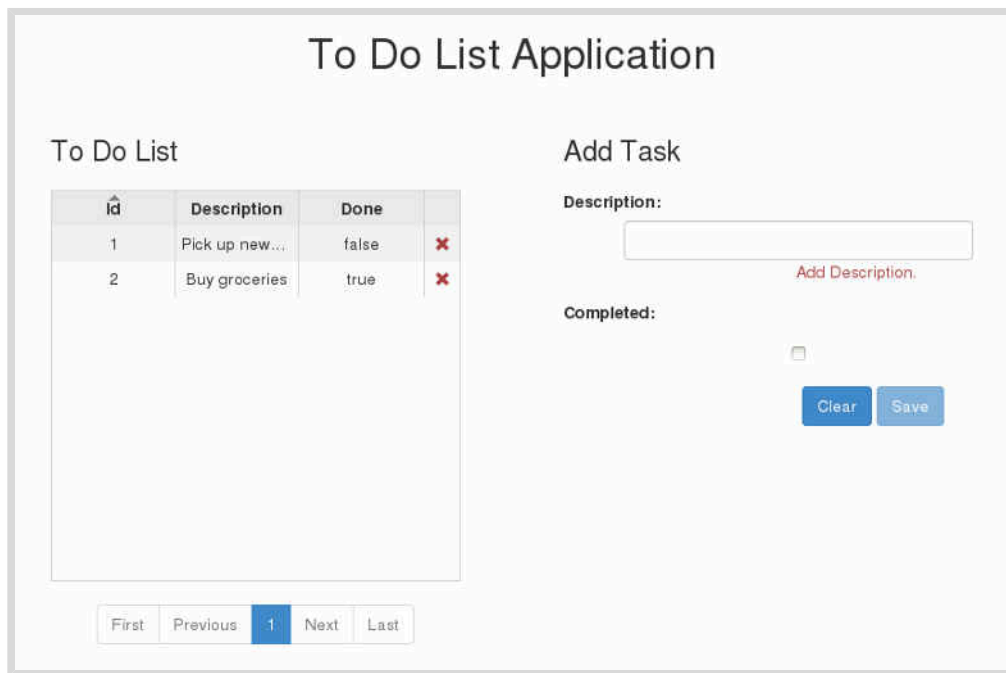 To Do List Application
To Do List
Id Description Done
1 Pick up new... false
2 Buy groceries true
First Previous 1 Next Last
Add Task
Description:
Add Description.
Completed:
Clear Save